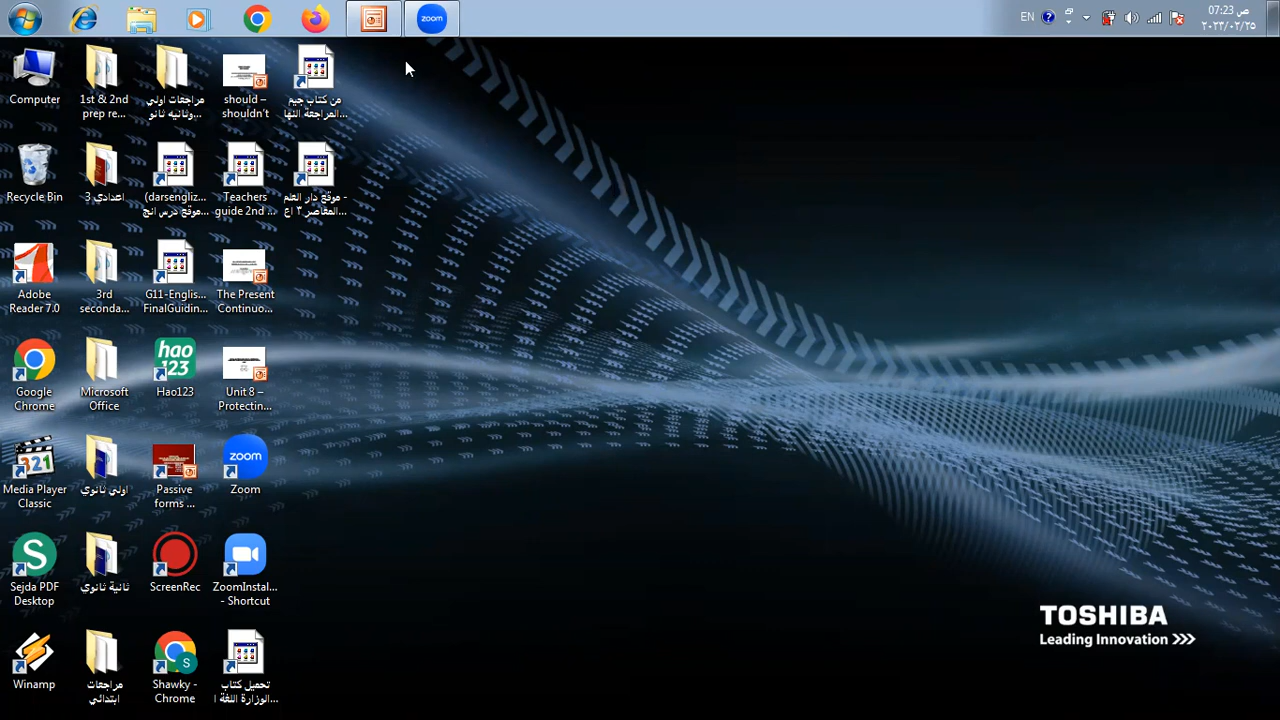 zoom
EN
07:23 ص
٢٠٢٣/٠٢/٢٥
Computer
1st & 2nd
prep re...
مراجعات اولي
وثانيه ثانو...
should –
shouldn't
من كتاب جيم
المراجعة النها...
Recycle Bin
اعدادي 3
(darsengliz...
موقع درس انج...
Teachers
guide 2nd ...
موقع دار العلم -
المعاصر ٣ اع...
Adobe
Reader 7.0
3rd
seconda...
G11-Englis...
FinalGuidin...
The Present
Continuo...
Google
Chrome
Microsoft
Office
hao
123
Hao123
Unit 8 –
Protectin...
321
Media Player
Classic
اولي ثانوي
Passive
forms ...
zoom
Zoom
S
Sejda PDF
Desktop
ثانية ثانوي
ScreenRec
ZoomInstal...
- Shortcut
Winamp
مراجعات
ابتدائي
S
Shawky -
Chrome
تحميل كتاب
الوزارة اللغة ا...
TOSHIBA
Leading Innovation >>>